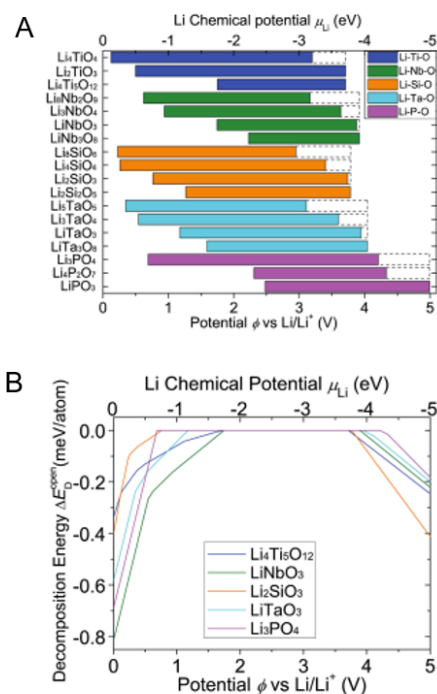 A
Li Chemical potential μLi (eV)
0 -1 -2 -3 -4 -5
Li₄TiO₄
Li₂TiO₃
Li₄Ti₅O₁₂
Li₈Nb₂O₉
Li₃NbO₄
LiNbO₃
LiNb₃O₈
Li₈SiO₆
Li₄SiO₄
Li₂SiO₃
Li₂Si₂O₅
Li₅TaO₅
Li₃TaO₄
LiTaO₃
LiTa₃O₈
Li₃PO₄
Li₄P₂O₇
LiPO₃
Li-Ti-O
Li-Nb-O
Li-Si-O
Li-Ta-O
Li-P-O
0 1 2 3 4 5
Potential ϕ vs Li/Li⁺ (V)
B
Li Chemical Potential μLi (eV)
0 -1 -2 -3 -4 -5
Decomposition Energy ΔE_D^open (meV/atom)
0.0
-0.2
-0.4
-0.6
-0.8
Li₄Ti₅O₁₂
LiNbO₃
Li₂SiO₃
LiTaO₃
Li₃PO₄
0 1 2 3 4 5
Potential ϕ vs Li/Li⁺ (V)